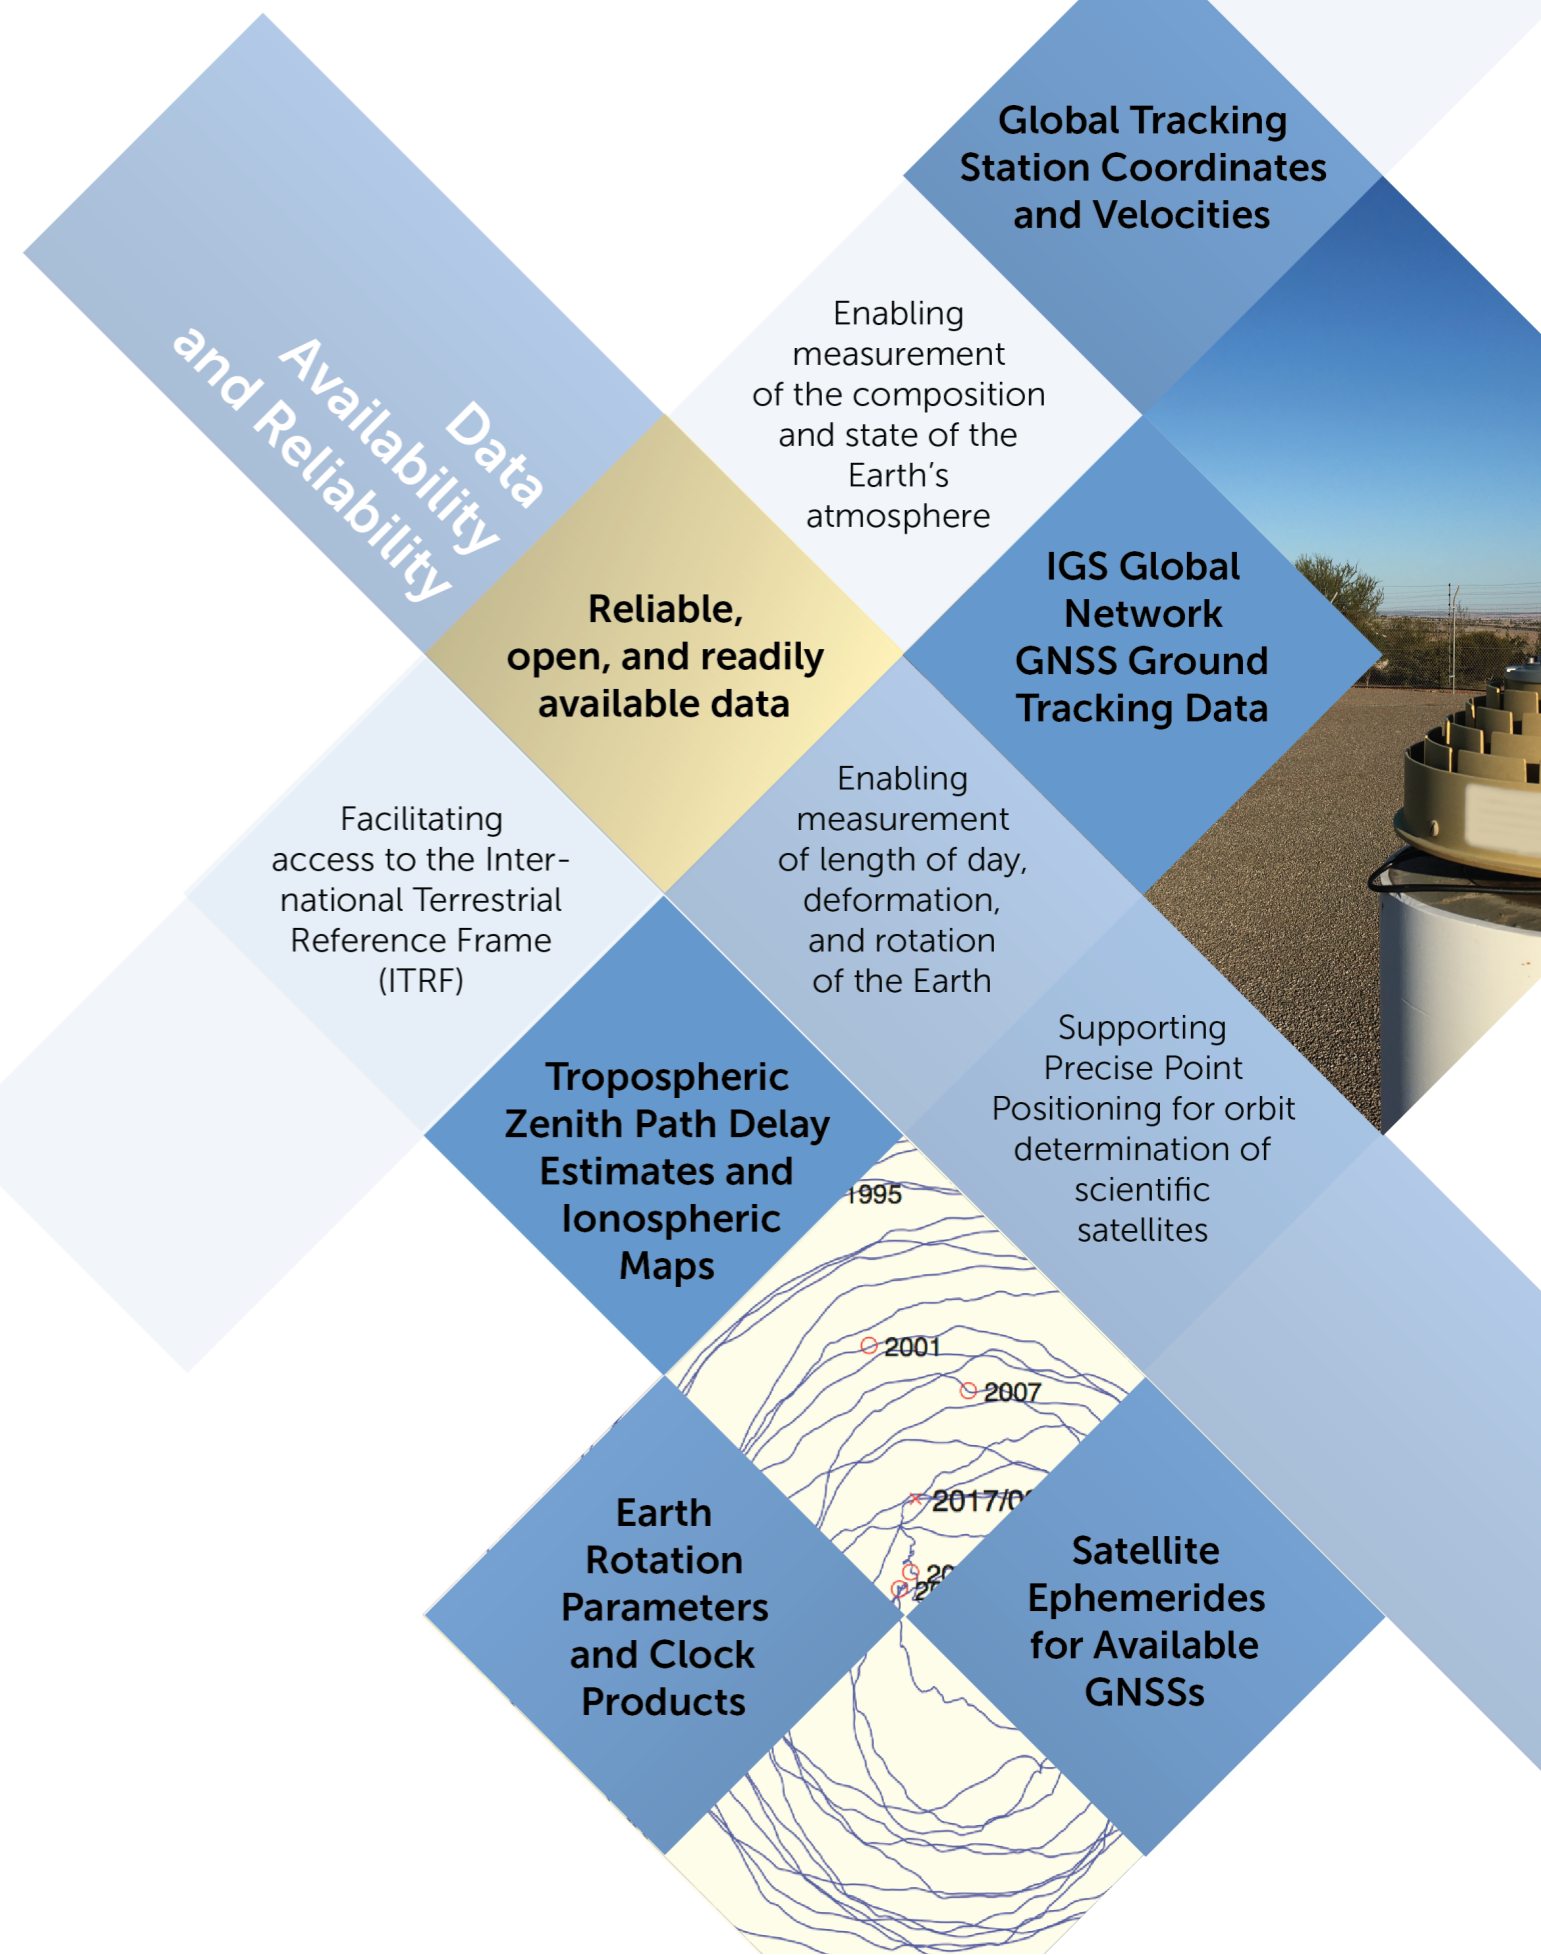 Global Tracking
Station Coordinates
and Velocities
Enabling
measurement
of the composition
and state of the
Earth's
atmosphere
Data
Availability
and Reliability
IGS Global
Network
GNSS Ground
Tracking Data
Reliable,
open, and readily
available data
Enabling
measurement
of length of day,
deformation,
and rotation
of the Earth
Facilitating
access to the Inter-
national Terrestrial
Reference Frame
(ITRF)
Supporting
Precise Point
Positioning for orbit
determination of
scientific
satellites
Tropospheric
Zenith Path Delay
Estimates and
Ionospheric
Maps
1995
2001
2007
Earth
Rotation
Parameters
and Clock
Products
Satellite
Ephemerides
for Available
GNSSs